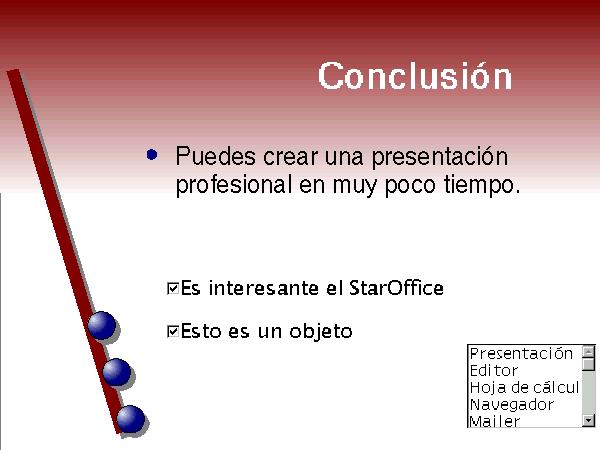 Conclusión
Puedes crear una presentación
profesional en muy poco tiempo.
Es interesante el StarOffice
Esto es un objeto
Presentación
Editor
Hoja de cálcul
Navegador
Mailer